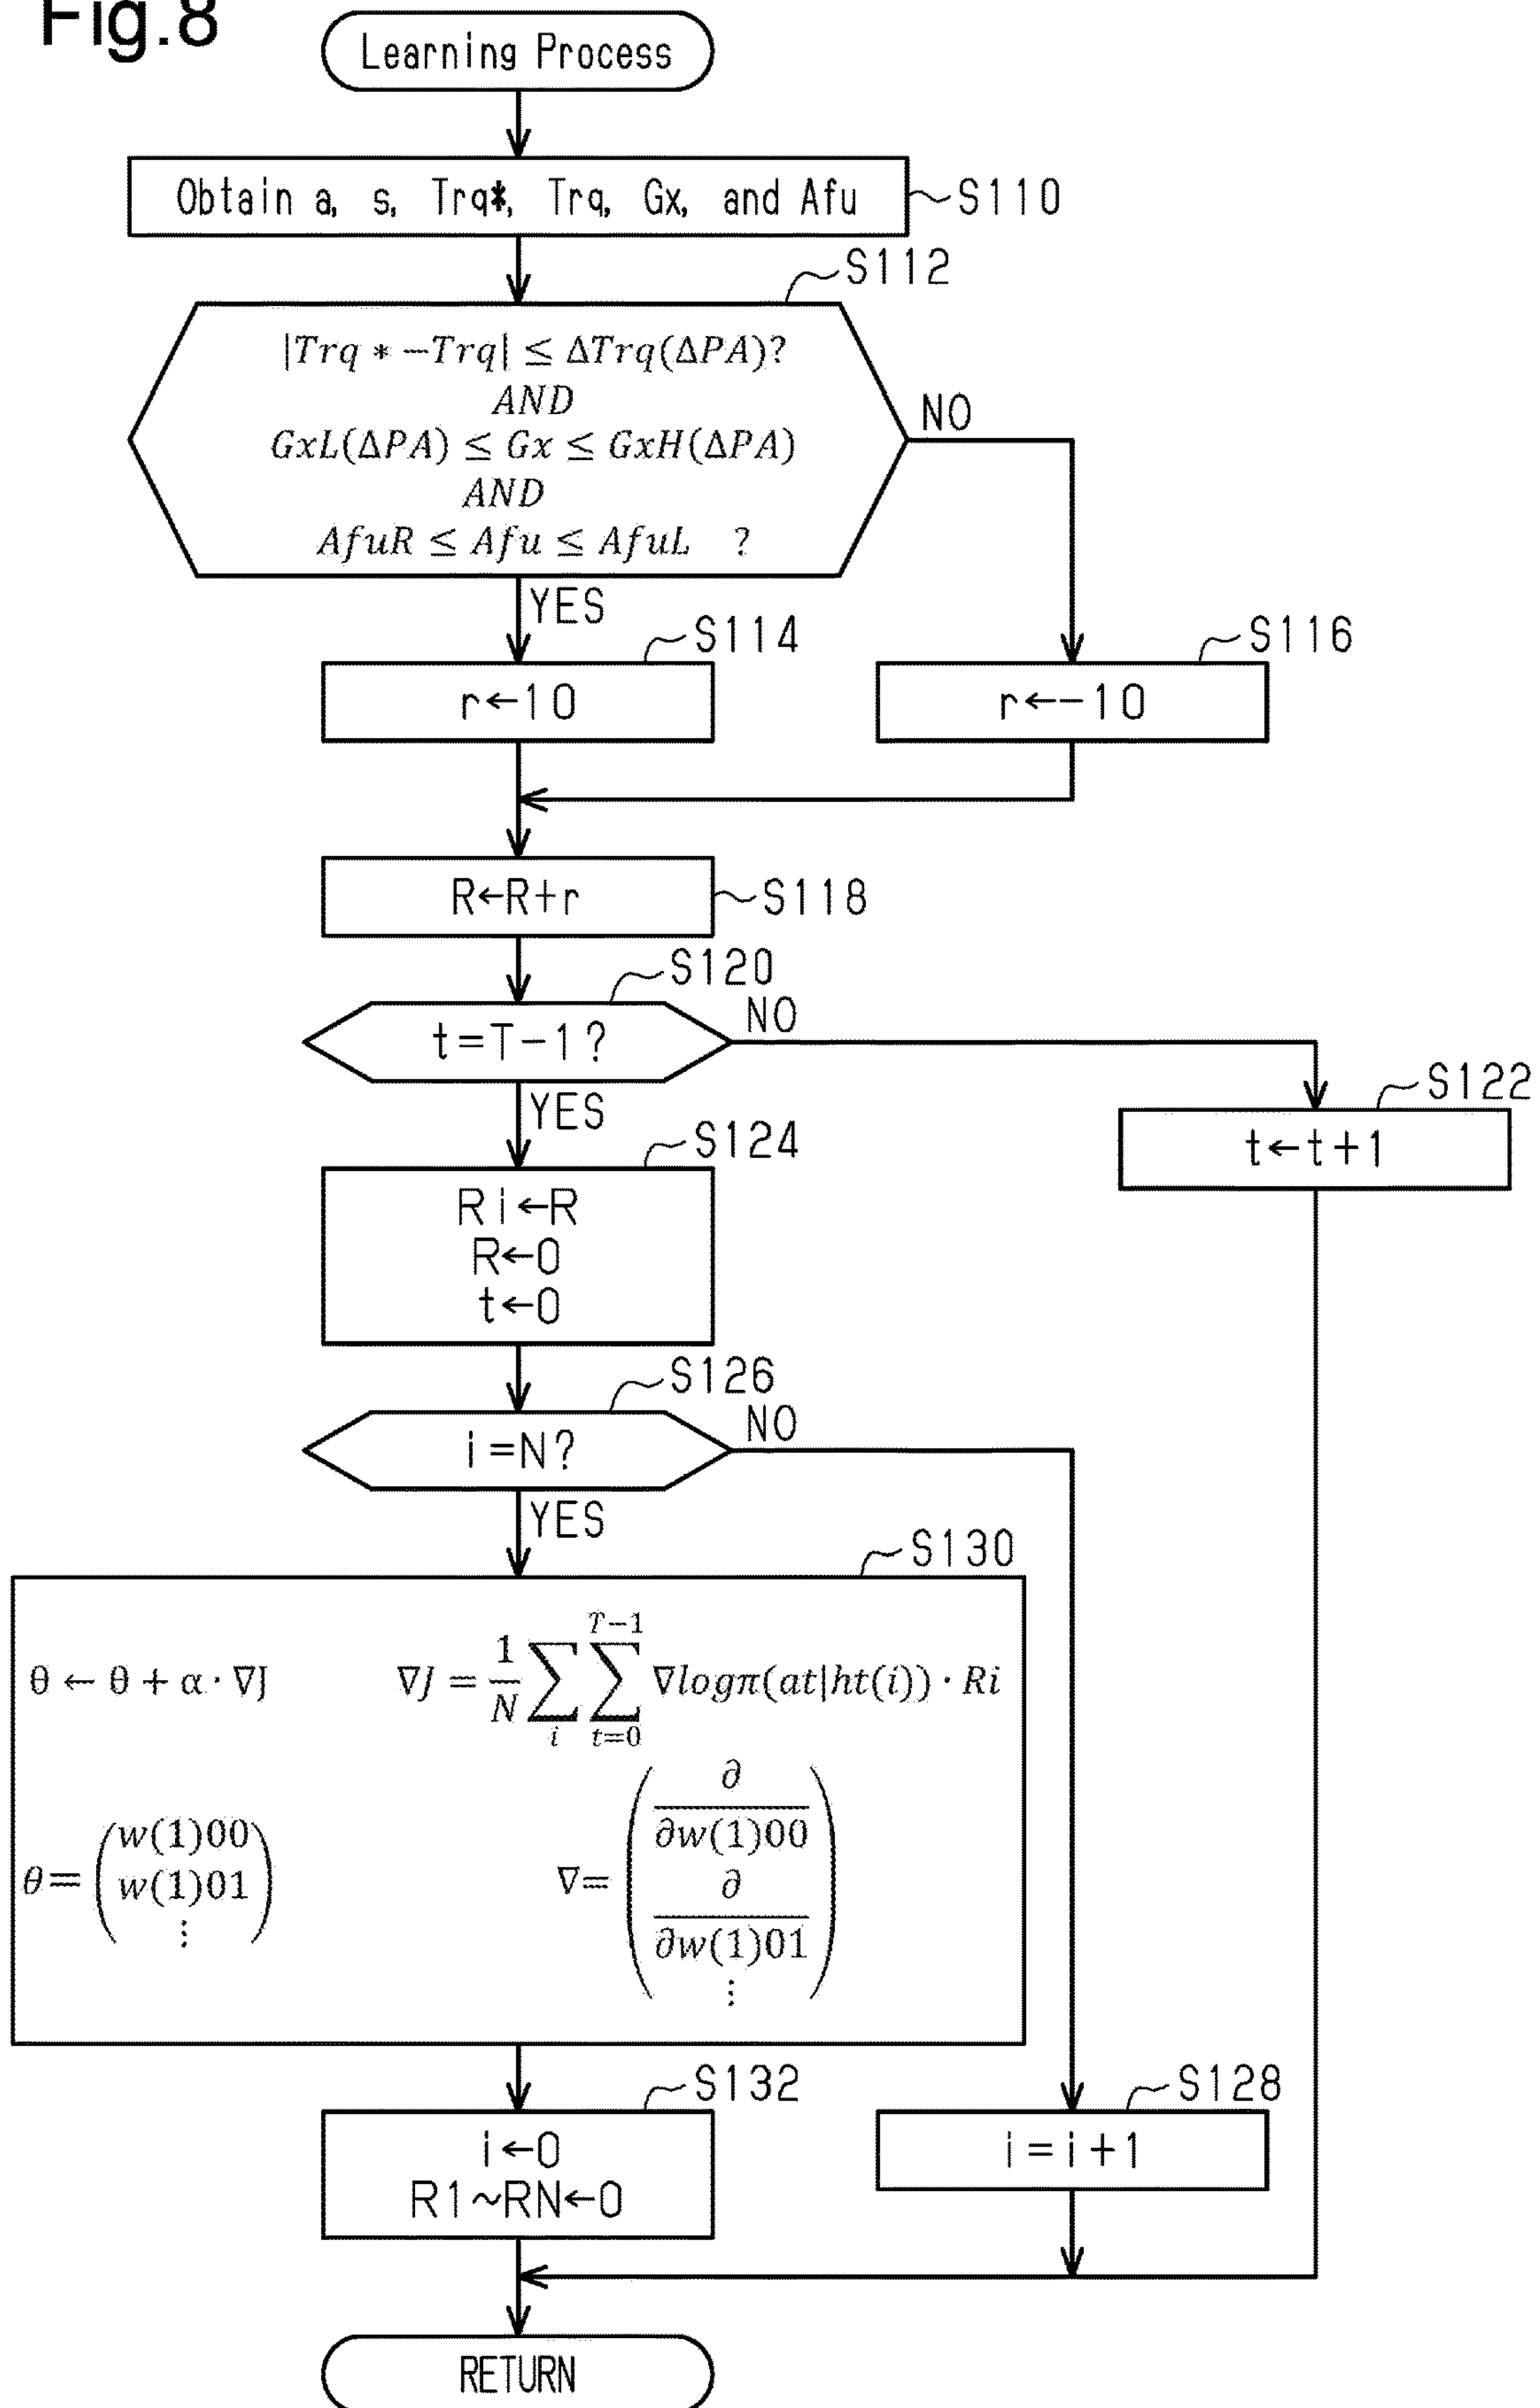 Fig.8
Learning Process
Obtain a, s, Trq*, Trq, Gx, and Afu
S110
S112
|Trq * −Trq| ≤ ΔTrq(ΔPA)?
AND
GxL(ΔPA) ≤ Gx ≤ GxH(ΔPA)
AND
AfuR ≤ Afu ≤ AfuL ?
NO
YES
S114
r←10
S116
r←−10
R←R+r
S118
S120
t=T−1?
NO
YES
S122
t←t+1
S124
Ri←R
R←0
t←0
S126
i=N?
NO
YES
S130
θ ← θ + α · ∇J
∇J = 1/N ∑i ∑t=0 T−1 ∇logπ(at|ht(i)) · Ri
θ= (w(1)00
w(1)01
⋮)
∇= (∂/∂w(1)00
∂/∂w(1)01
⋮)
S132
i←0
R1~RN←0
S128
i=i+1
RETURN